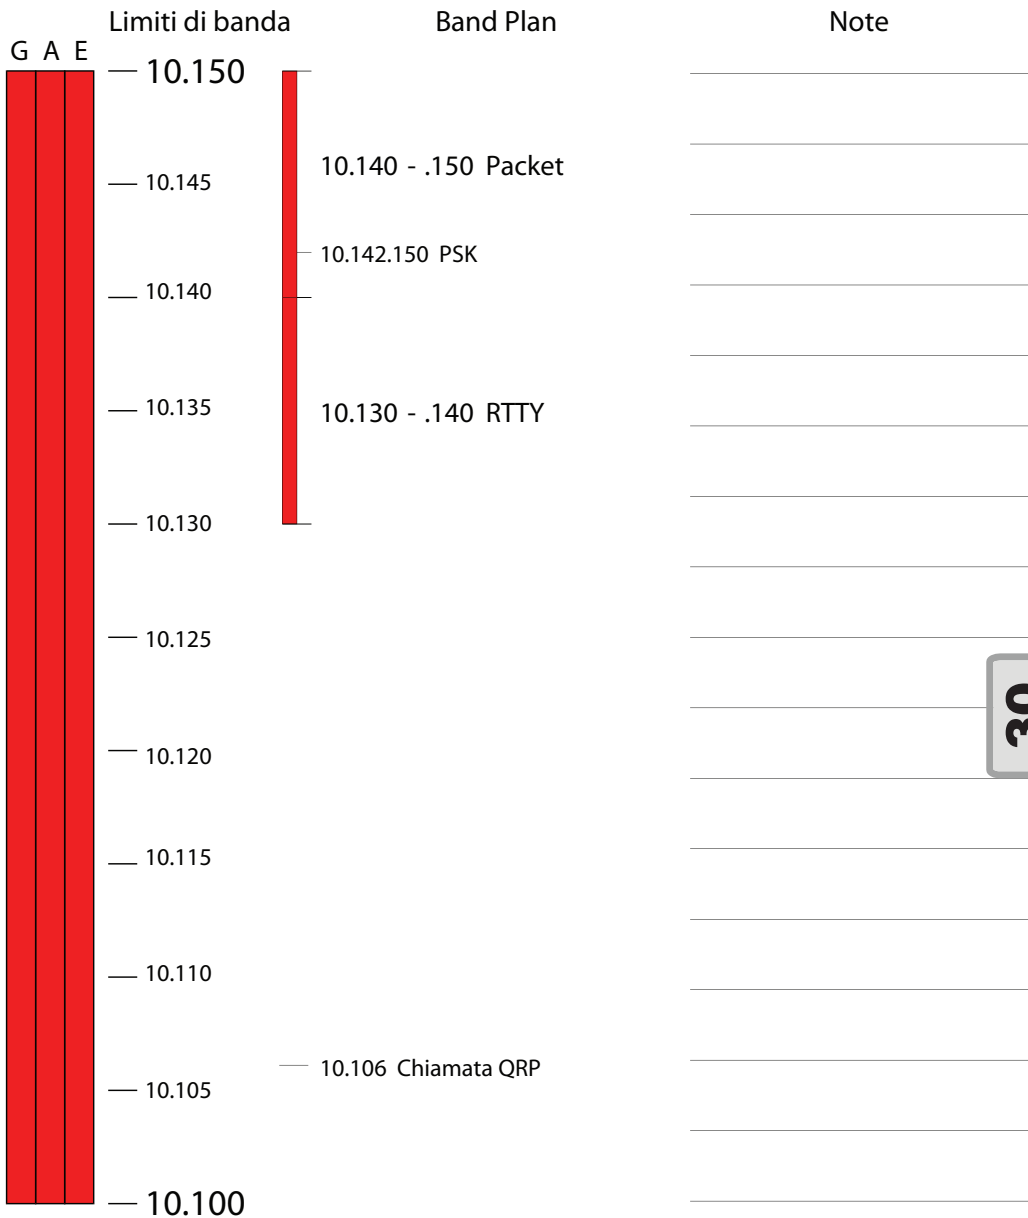 Limiti di banda Band Plan Note
G A E
10.150
10.140 - .150 Packet
10.145
10.142.150 PSK
10.140
10.135
10.130 - .140 RTTY
10.130
10.125
30
10.120
10.115
10.110
10.106 Chiamata QRP
10.105
10.100